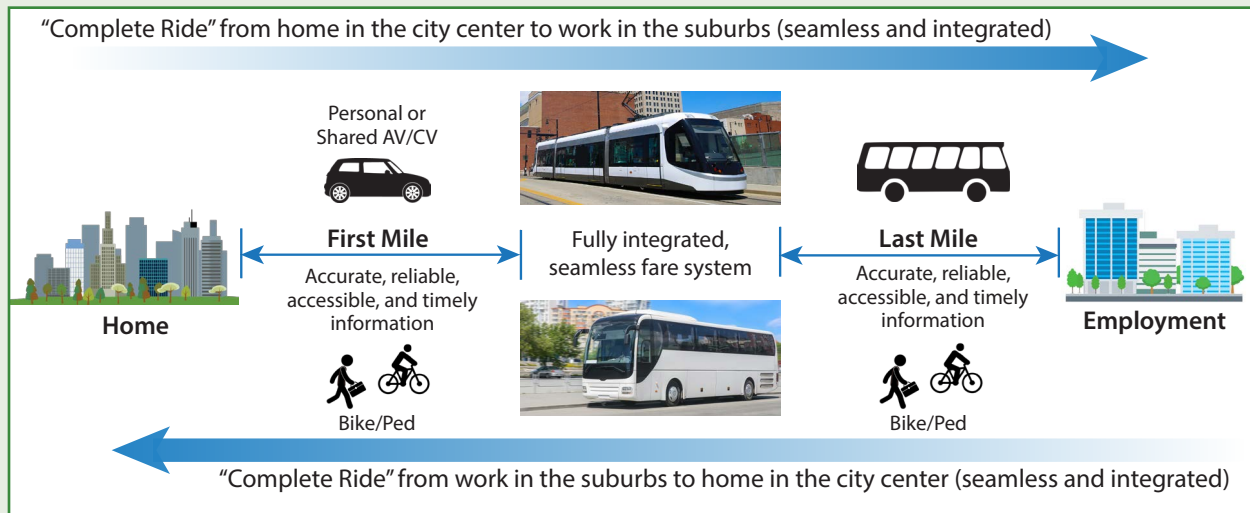 “Complete Ride” from home in the city center to work in the suburbs (seamless and integrated)
Personal or
Shared AV/CV
First Mile
Accurate, reliable,
accessible, and timely
information
Bike/Ped
Home
Fully integrated,
seamless fare system
Last Mile
Accurate, reliable,
accessible, and timely
information
Bike/Ped
Employment
“Complete Ride” from work in the suburbs to home in the city center (seamless and integrated)